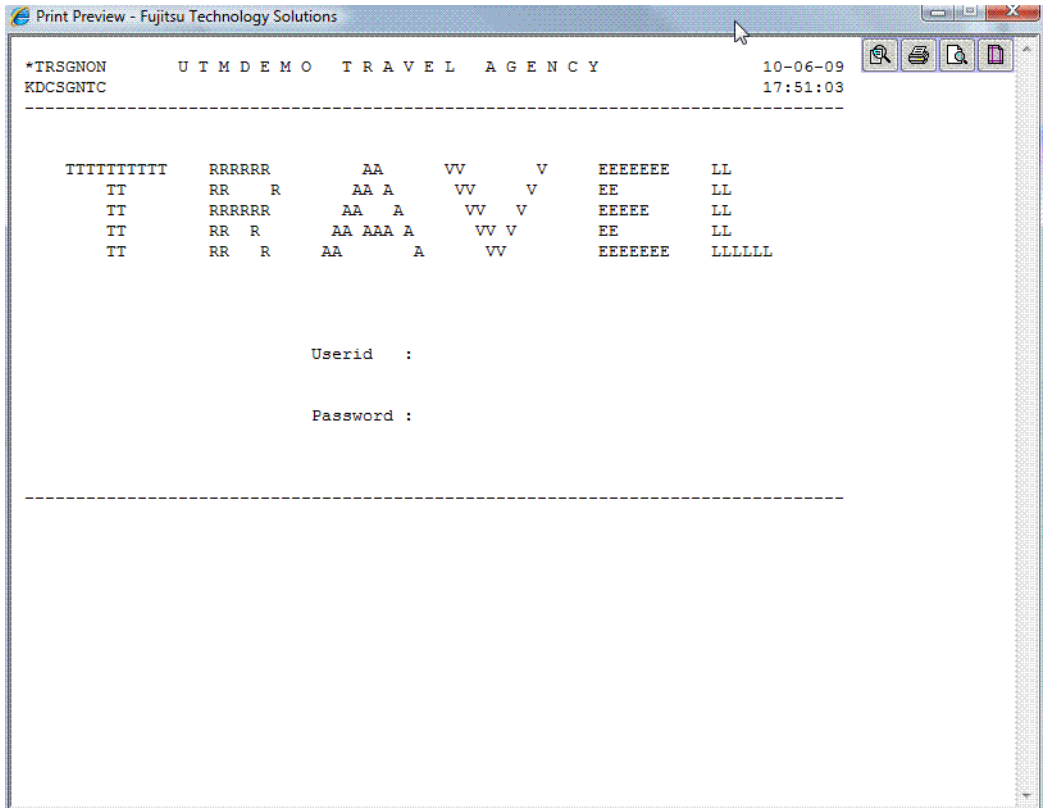 Print Preview - Fujitsu Technology Solutions
*TRSGNON       U T M D E M O   T R A V E L   A G E N C Y                10-06-09
KDCSGNTC                                                                17:51:03
--------------------------------------------------------------------------------
    TTTTTTTTTT    RRRRRR         AA      VV       V     EEEEEEE    LL
        TT        RR    R       AA A      VV     V      EE         LL
        TT        RRRRRR       AA   A      VV   V       EEEEE      LL
        TT        RR  R       AA AAA A      VV V        EE         LL
        TT        RR   R     AA       A      VV         EEEEEEE    LLLLLL
Userid   :
Password :
--------------------------------------------------------------------------------